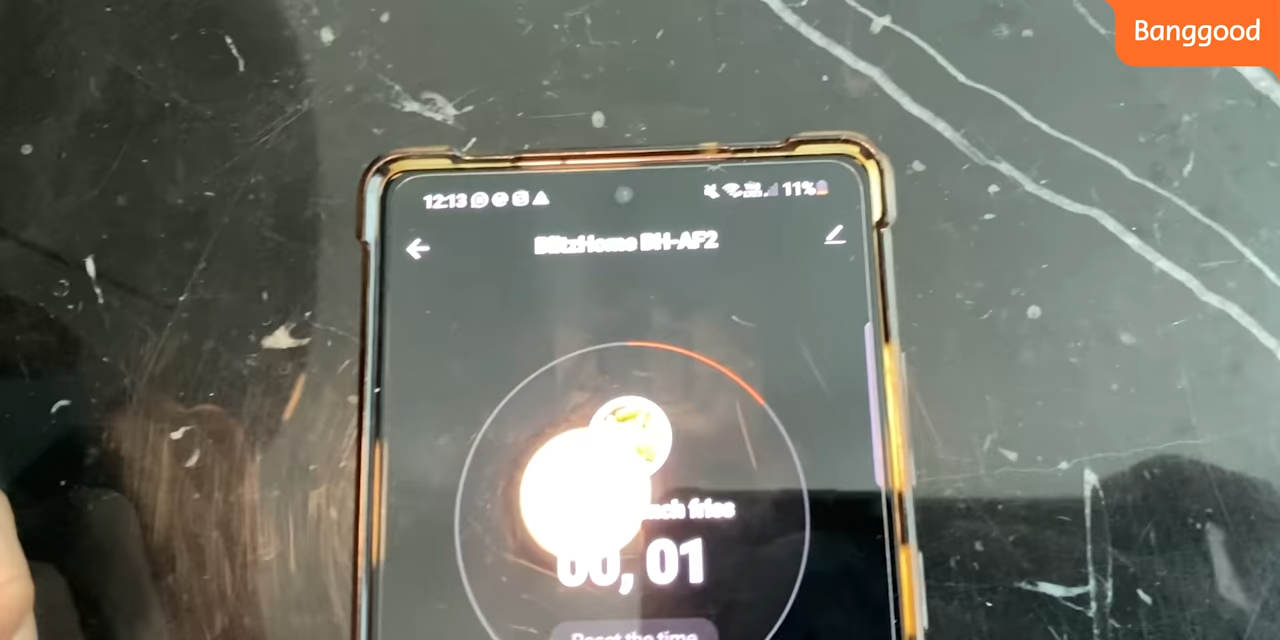 Banggood
12:13 11%
BlitzHome BH-AF2
fries
00, 01
Reset the time